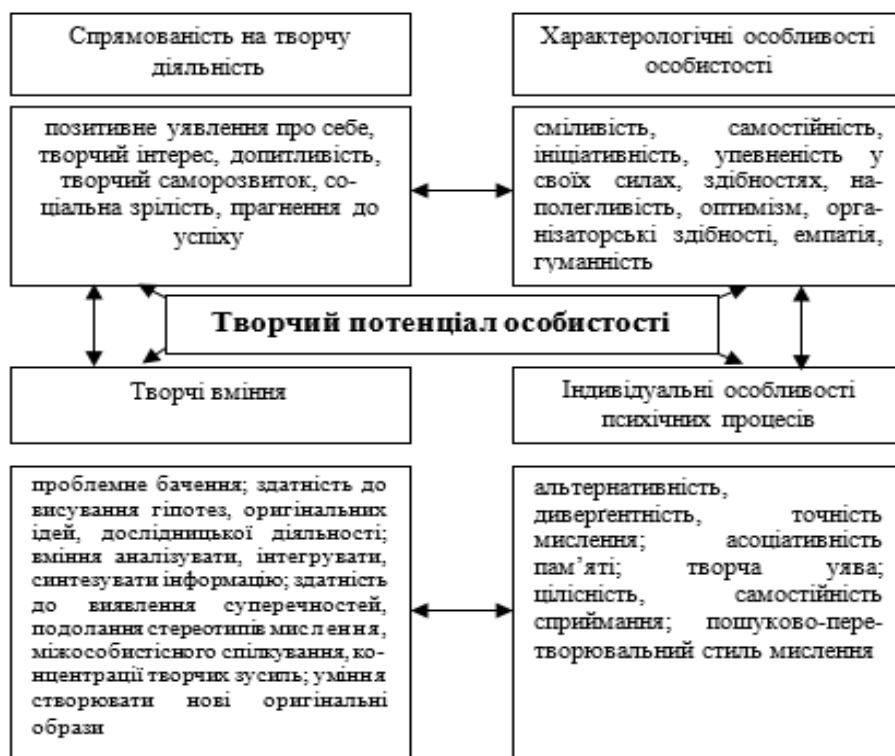 Спрямованість на творчу
діяльність
Характерологічні особливості
особистості
позитивне уявлення про себе,
творчий інтерес, допитливість,
творчий саморозвиток, со-
ціальна зрілість, прагнення до
успіху
сміливість, самостійність,
ініціативність, упевненість у
своїх силах, здібностях, на-
полегливість, оптимізм, орга-
нізаторські здібності, емпатія,
гуманність
Творчий потенціал особистості
Творчі вміння
Індивідуальні особливості
психічних процесів
проблемне бачення; здатність до
висування гіпотез, оригінальних
ідей, дослідницької діяльності;
вміння аналізувати, інтегрувати,
синтезувати інформацію; здатність
до виявлення суперечностей,
подолання стереотипів мислення,
міжособистісного спілкування, ко-
нцентрації творчих зусиль; уміння
створювати нові оригінальні
образи
альтернативність,
дивергентність, точність
мислення; асоціативність
пам’яті; творча уява;
цілісність, самостійність
сприймання; пошуково-пере-
творювальний стиль мислення